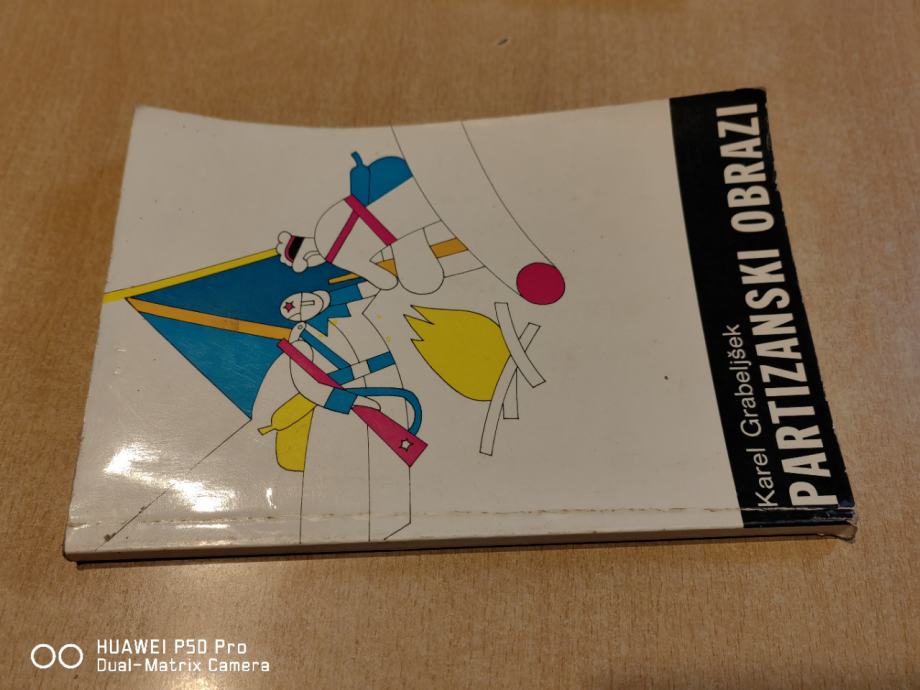 Karel Grabeljšek
PARTIZANSKI OBRAZI
HUAWEI P50 Pro
Dual-Matrix Camera